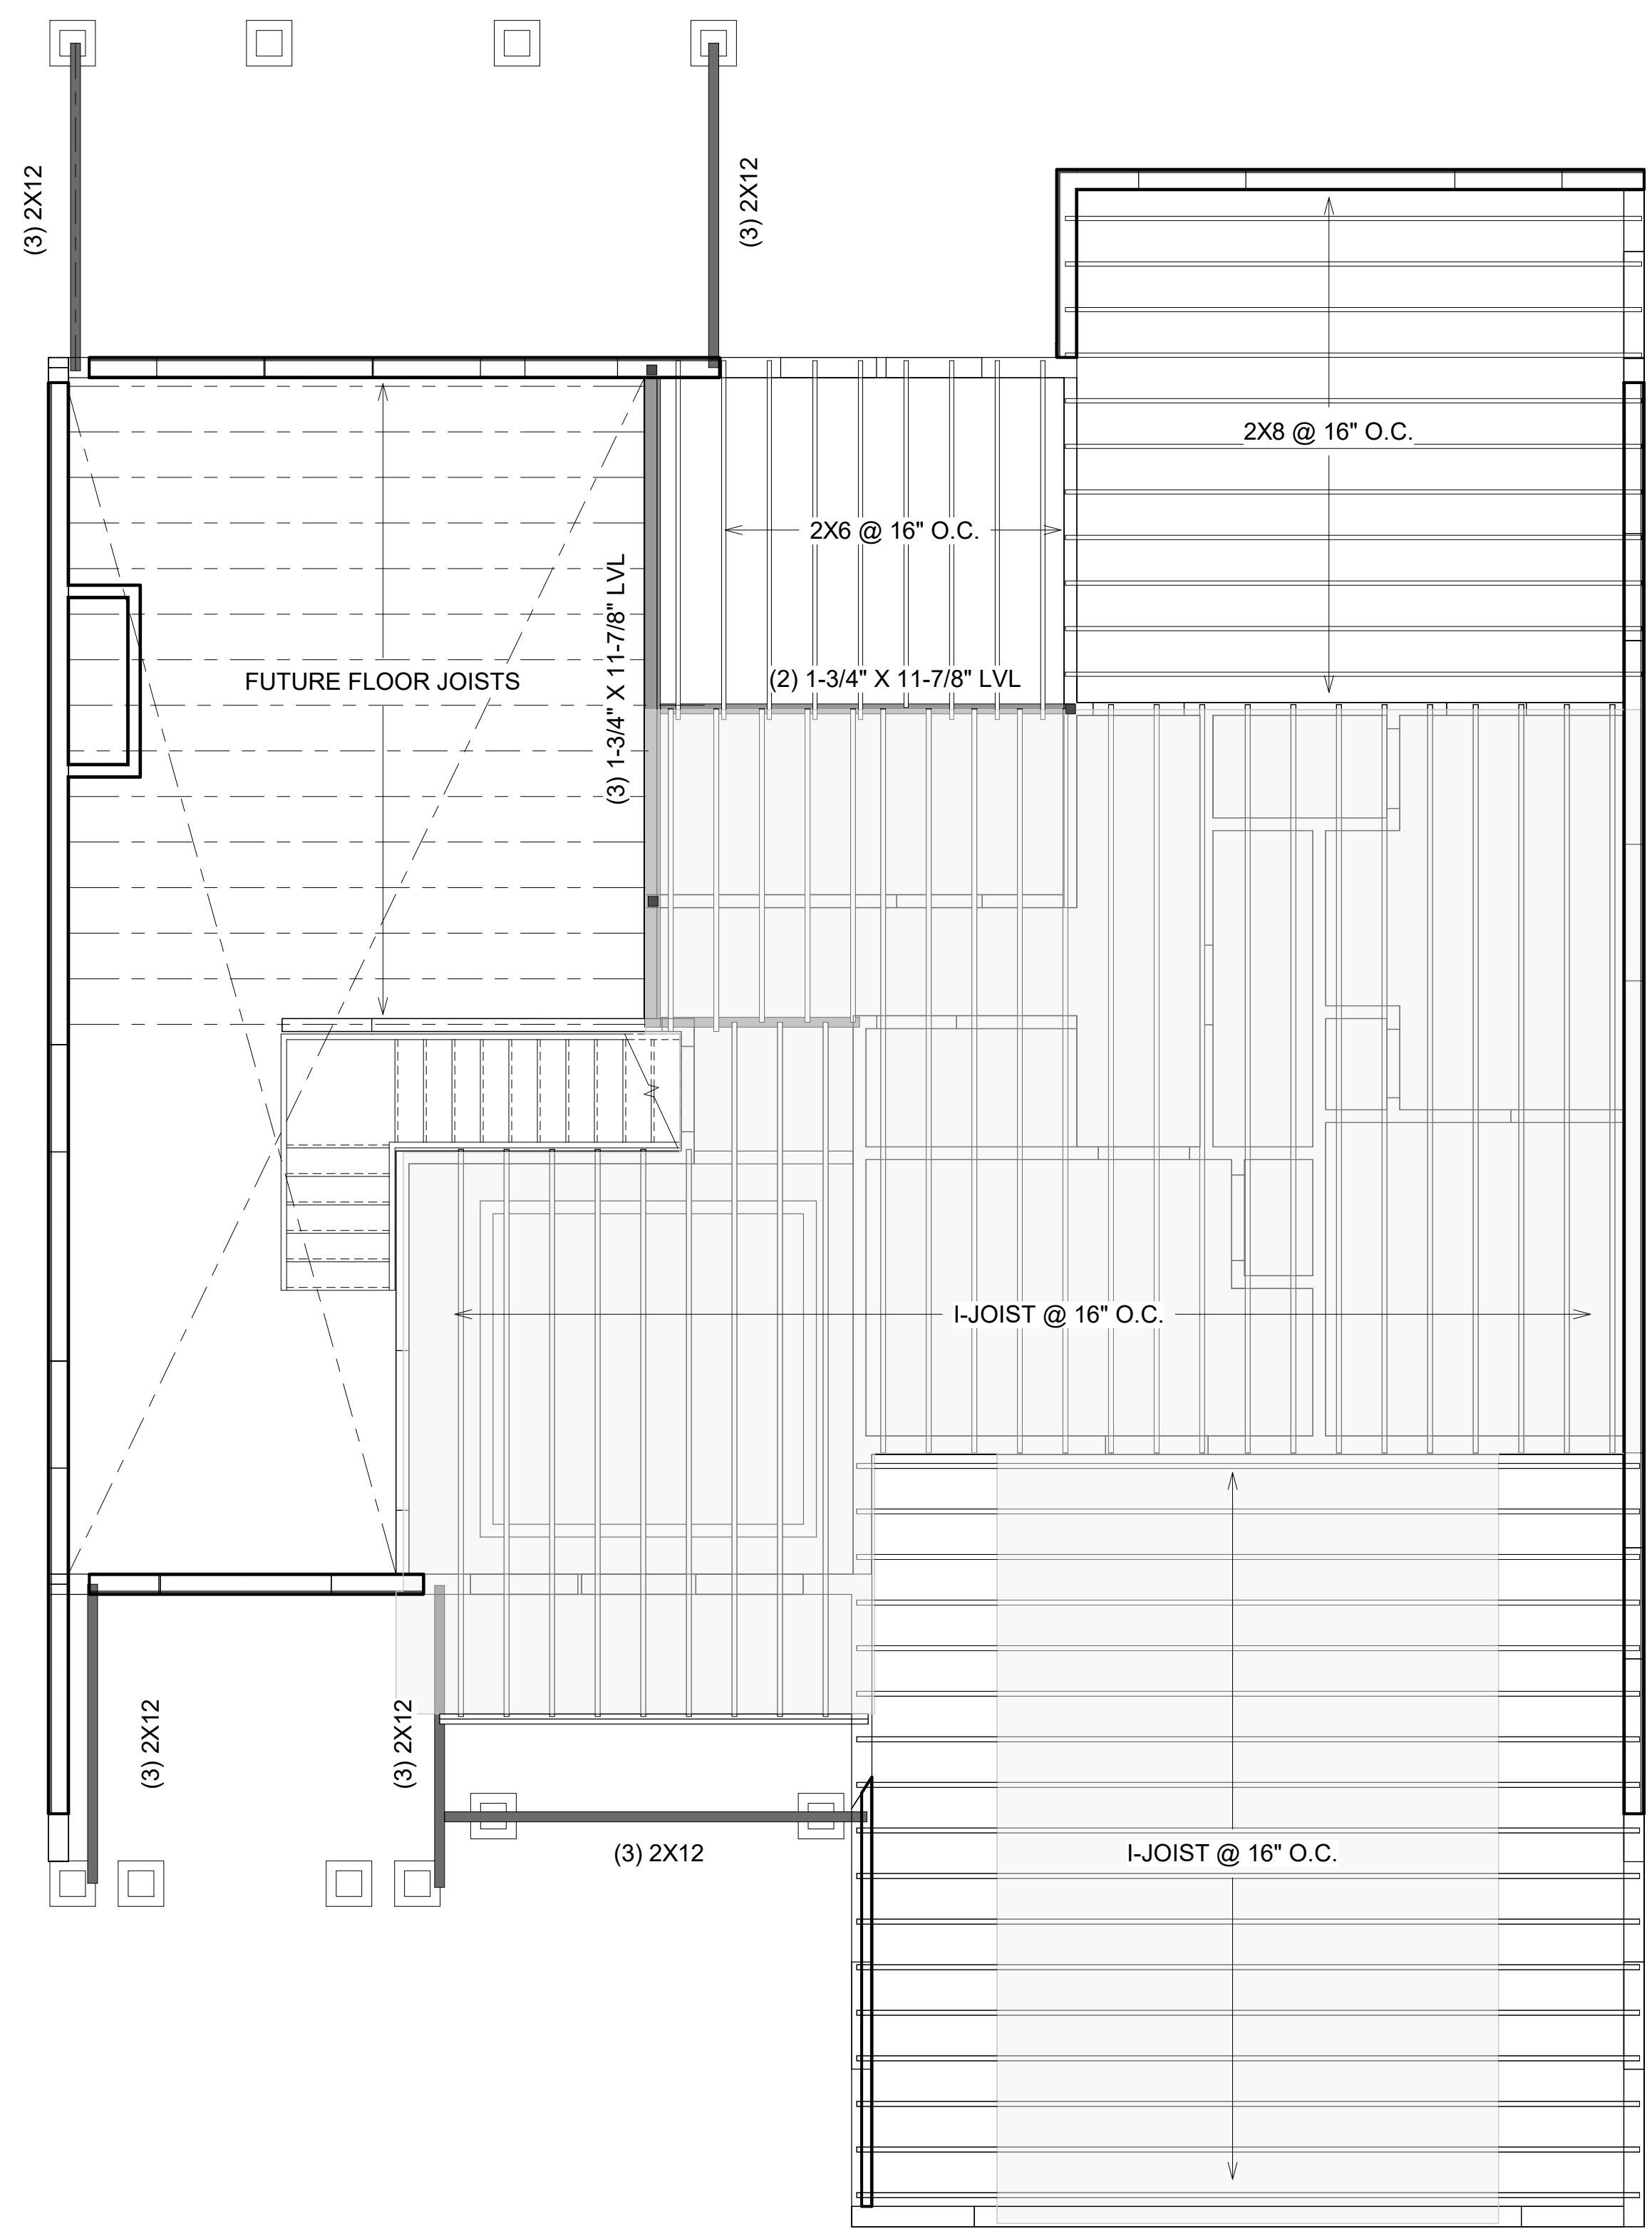 (3) 2X12
(3) 2X12
2X8 @ 16" O.C.
2X6 @ 16" O.C.
(3) 1-3/4" X 11-7/8" LVL
FUTURE FLOOR JOISTS
(2) 1-3/4" X 11-7/8" LVL
I-JOIST @ 16" O.C.
(3) 2X12
(3) 2X12
(3) 2X12
I-JOIST @ 16" O.C.